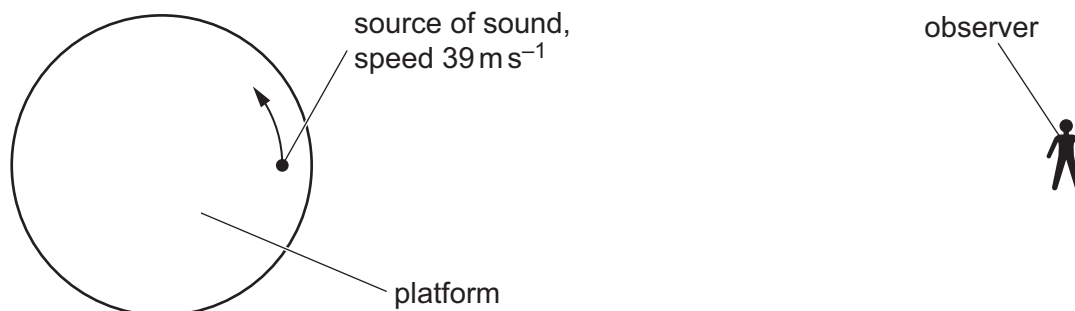 source of sound,
speed 39 m s⁻¹
observer
platform